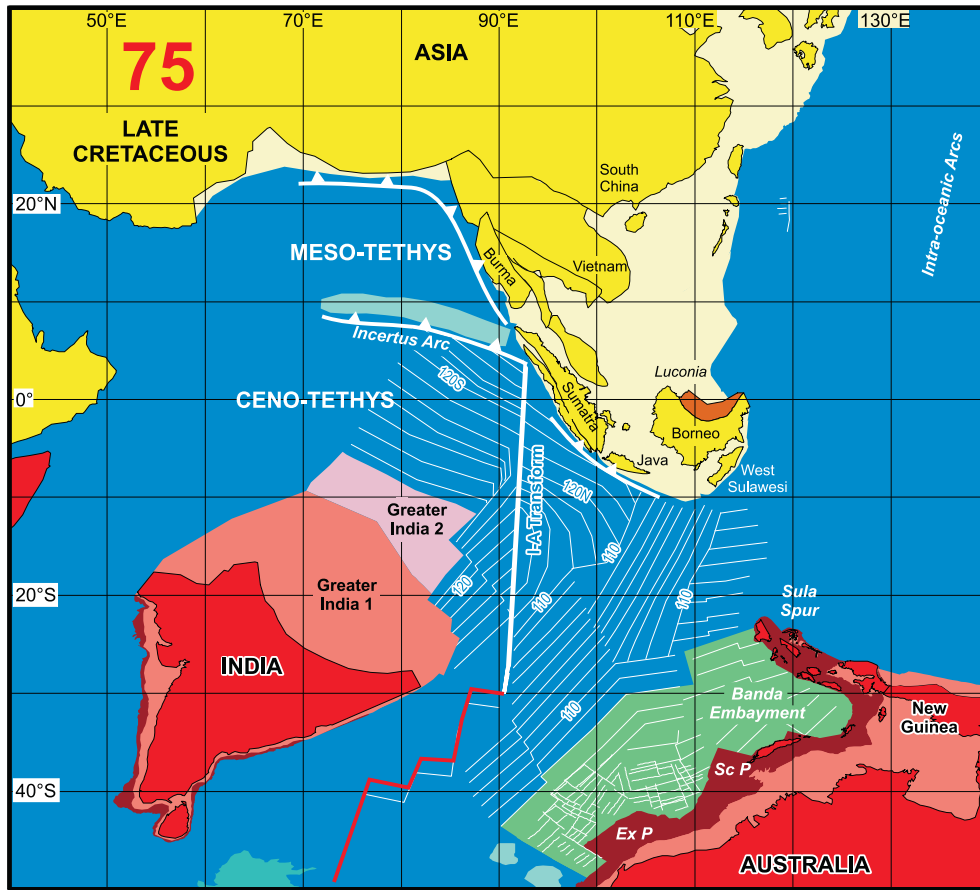 50°E
70°E
90°E
110°E
130°E
75
ASIA
LATE
CRETACEOUS
South
China
Intra-oceanic Arcs
20°N
MESO-TETHYS
Burma
Vietnam
Incertus Arc
Luconia
120S
0°
CENO-TETHYS
Sumatra
Borneo
Java
West
Sulawesi
120N
Greater
India 2
I-A Transform
110
120
110
110
20°S
Greater
India 1
Sula
Spur
INDIA
110
Banda
Embayment
New
Guinea
Sc P
40°S
Ex P
AUSTRALIA